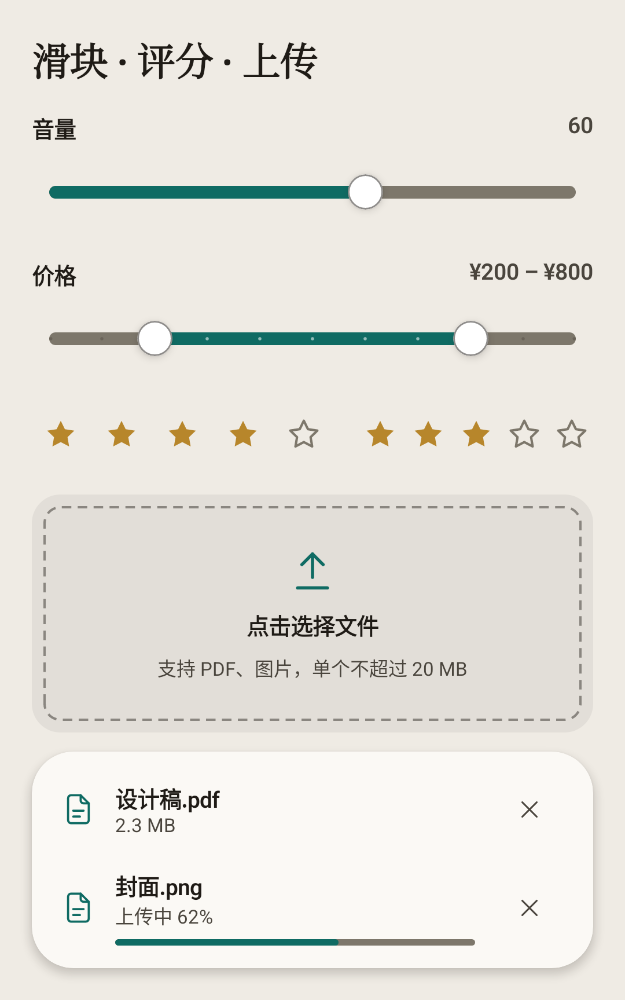 滑块 · 评分 · 上传
音量
60
价格
¥200 – ¥800
点击选择文件
支持 PDF、图片，单个不超过 20 MB
设计稿.pdf
2.3 MB
封面.png
上传中 62%